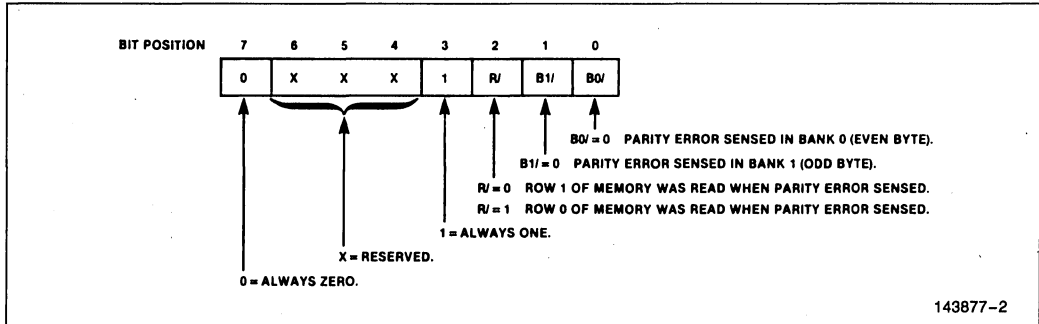 BIT POSITION 7 6 5 4 3 2 1 0
0 X X X 1 R/ B1/ B0/
B0/ = 0 PARITY ERROR SENSED IN BANK 0 (EVEN BYTE).
B1/ = 0 PARITY ERROR SENSED IN BANK 1 (ODD BYTE).
R/ = 0 ROW 1 OF MEMORY WAS READ WHEN PARITY ERROR SENSED.
R/ = 1 ROW 0 OF MEMORY WAS READ WHEN PARITY ERROR SENSED.
1 = ALWAYS ONE.
X = RESERVED.
0 = ALWAYS ZERO.
143877-2